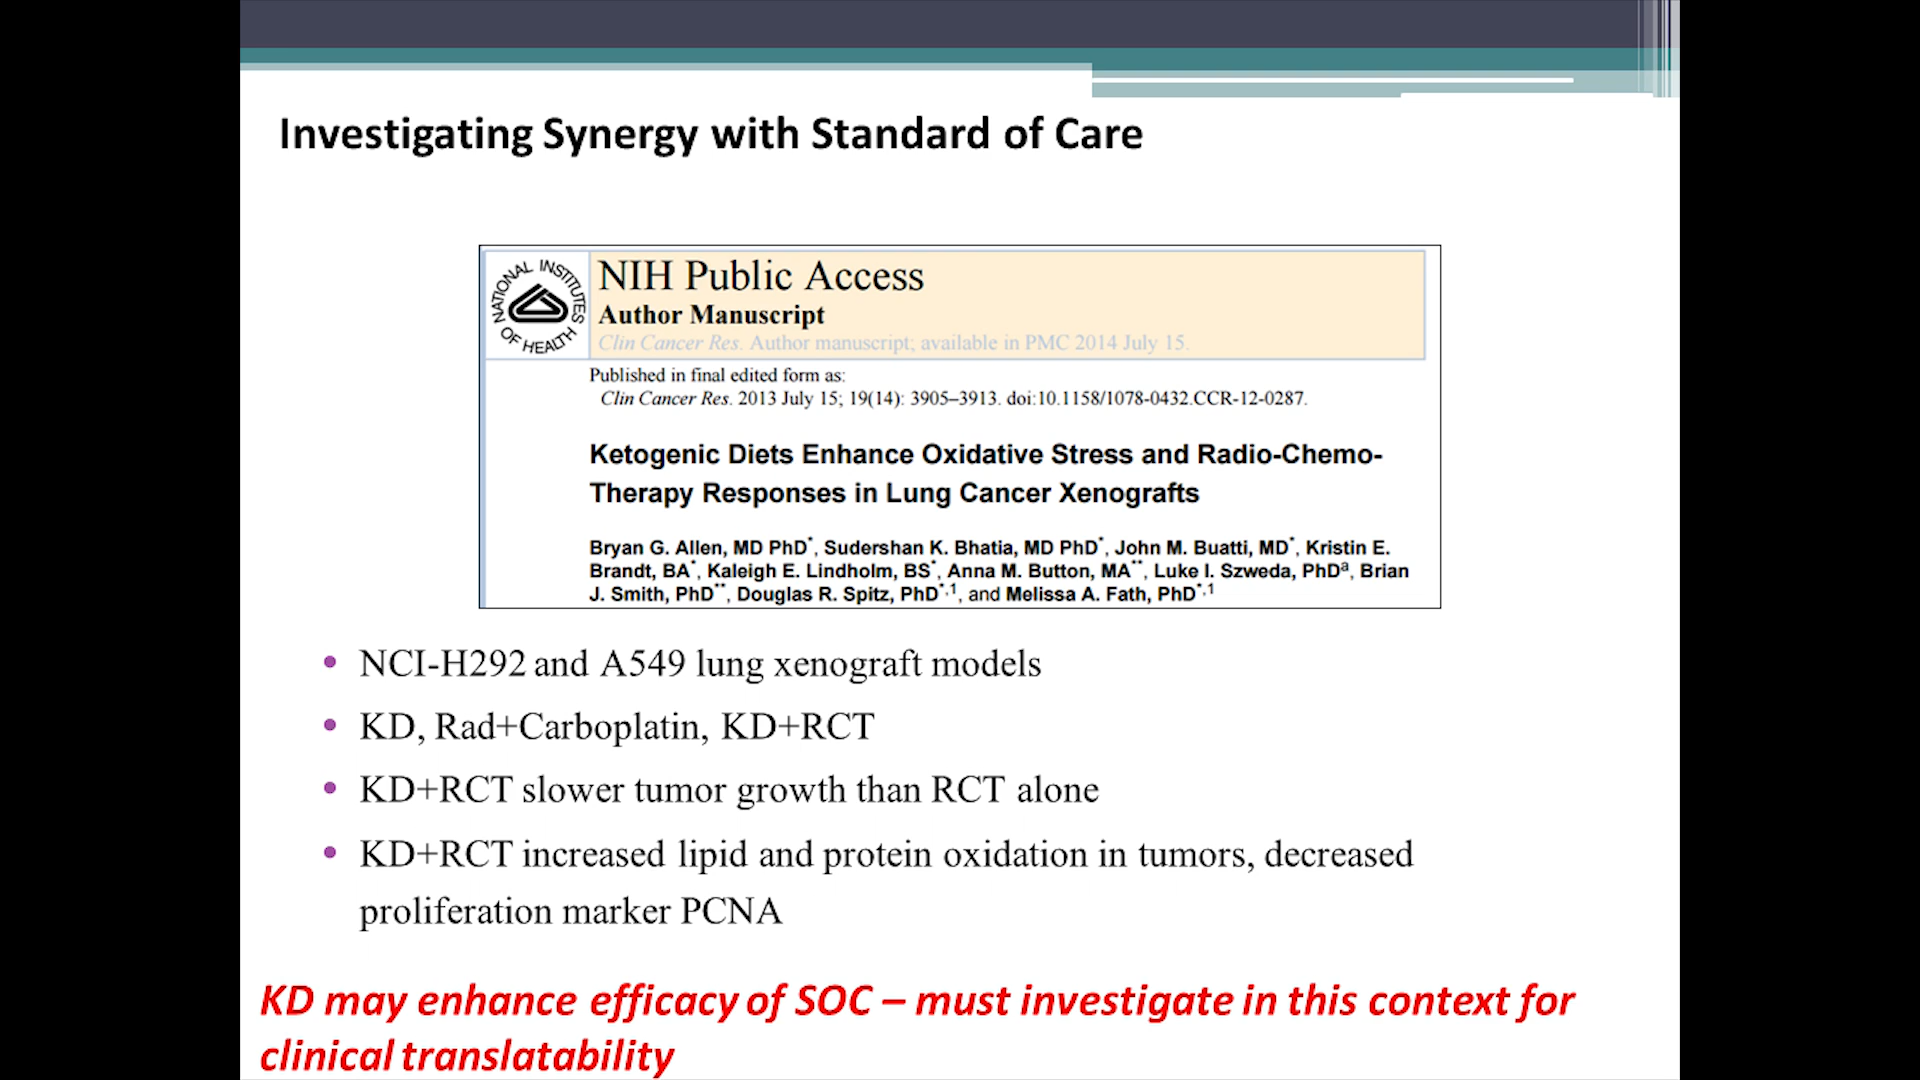 Investigating Synergy with Standard of Care
NATIONAL INSTITUTES OF HEALTH
NIH Public Access
Author Manuscript
Clin Cancer Res. Author manuscript; available in PMC 2014 July 15.
Published in final edited form as:
Clin Cancer Res. 2013 July 15; 19(14): 3905–3913. doi:10.1158/1078-0432.CCR-12-0287.
Ketogenic Diets Enhance Oxidative Stress and Radio-Chemo-
Therapy Responses in Lung Cancer Xenografts
Bryan G. Allen, MD PhD*, Sudershan K. Bhatia, MD PhD*, John M. Buatti, MD*, Kristin E.
Brandt, BA*, Kaleigh E. Lindholm, BS*, Anna M. Button, MA**, Luke I. Szweda, PhDa, Brian
J. Smith, PhD**, Douglas R. Spitz, PhD*,1, and Melissa A. Fath, PhD*,1
• NCI-H292 and A549 lung xenograft models
• KD, Rad+Carboplatin, KD+RCT
• KD+RCT slower tumor growth than RCT alone
• KD+RCT increased lipid and protein oxidation in tumors, decreased
proliferation marker PCNA
KD may enhance efficacy of SOC – must investigate in this context for
clinical translatability